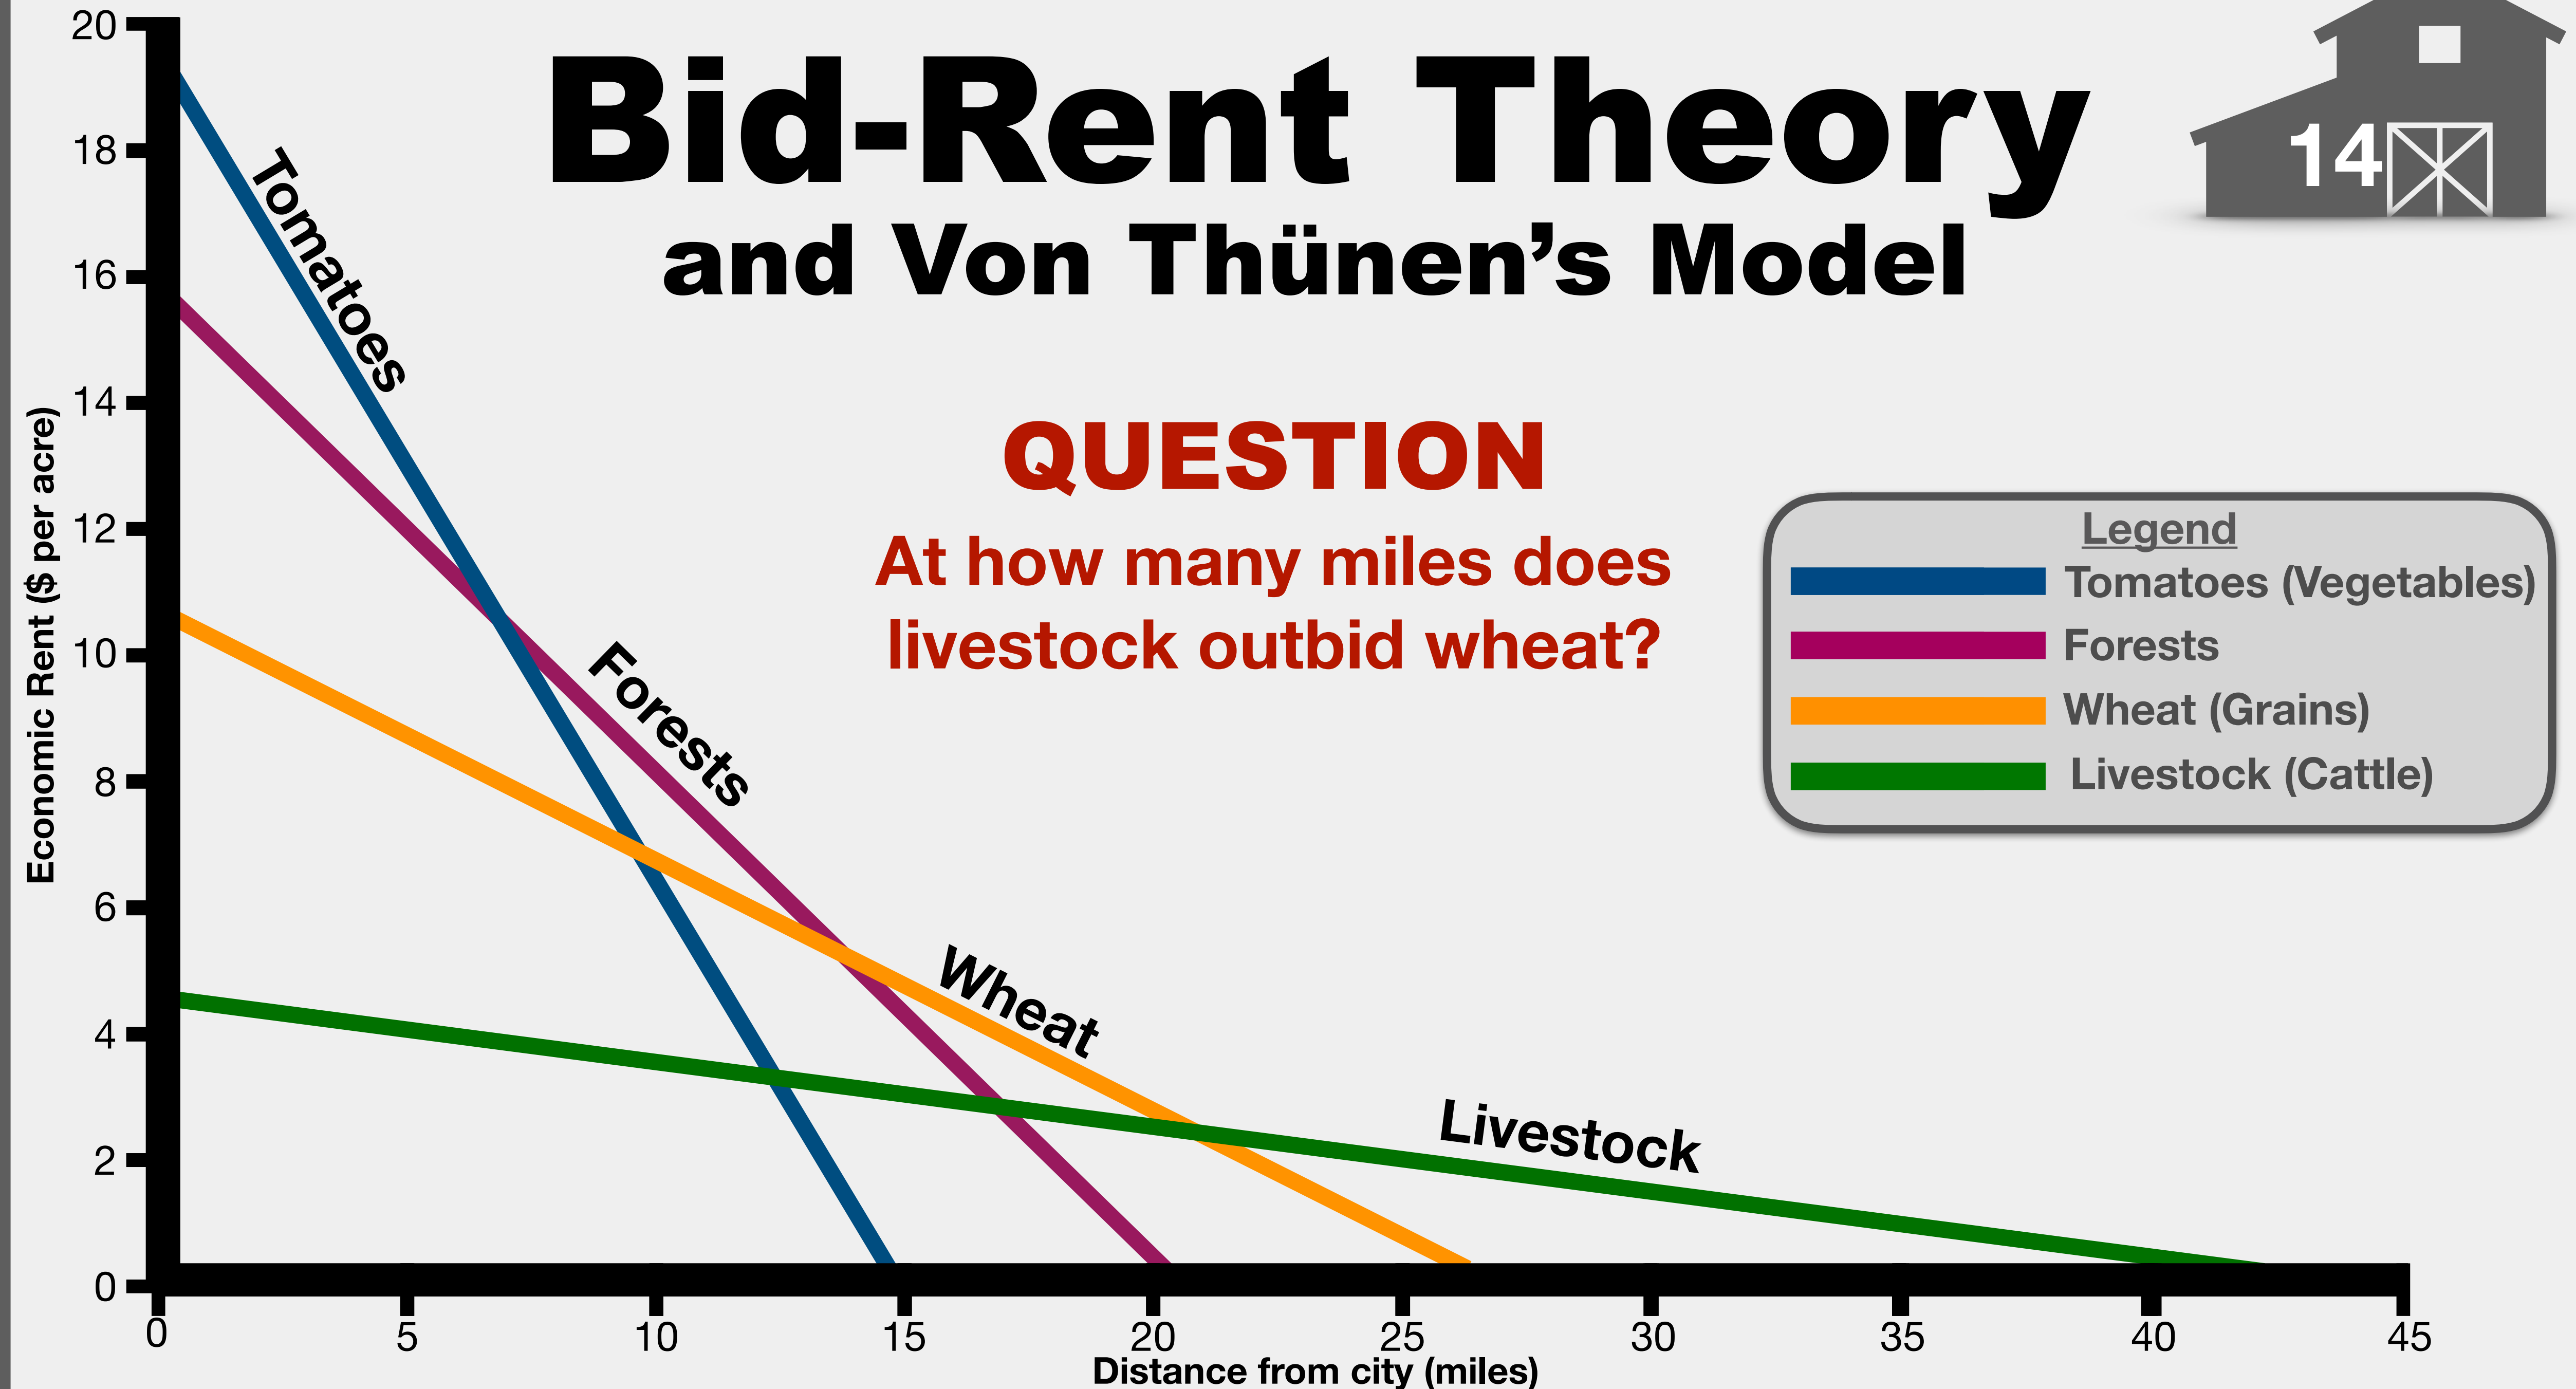 Bid-Rent Theory
and Von Thünen’s Model
14
QUESTION
At how many miles does
livestock outbid wheat?
Legend
Tomatoes (Vegetables)
Forests
Wheat (Grains)
Livestock (Cattle)
Tomatoes
Forests
Wheat
Livestock
Economic Rent ($ per acre)
20
18
16
14
12
10
8
6
4
2
0
0 5 10 15 20 25 30 35 40 45
Distance from city (miles)